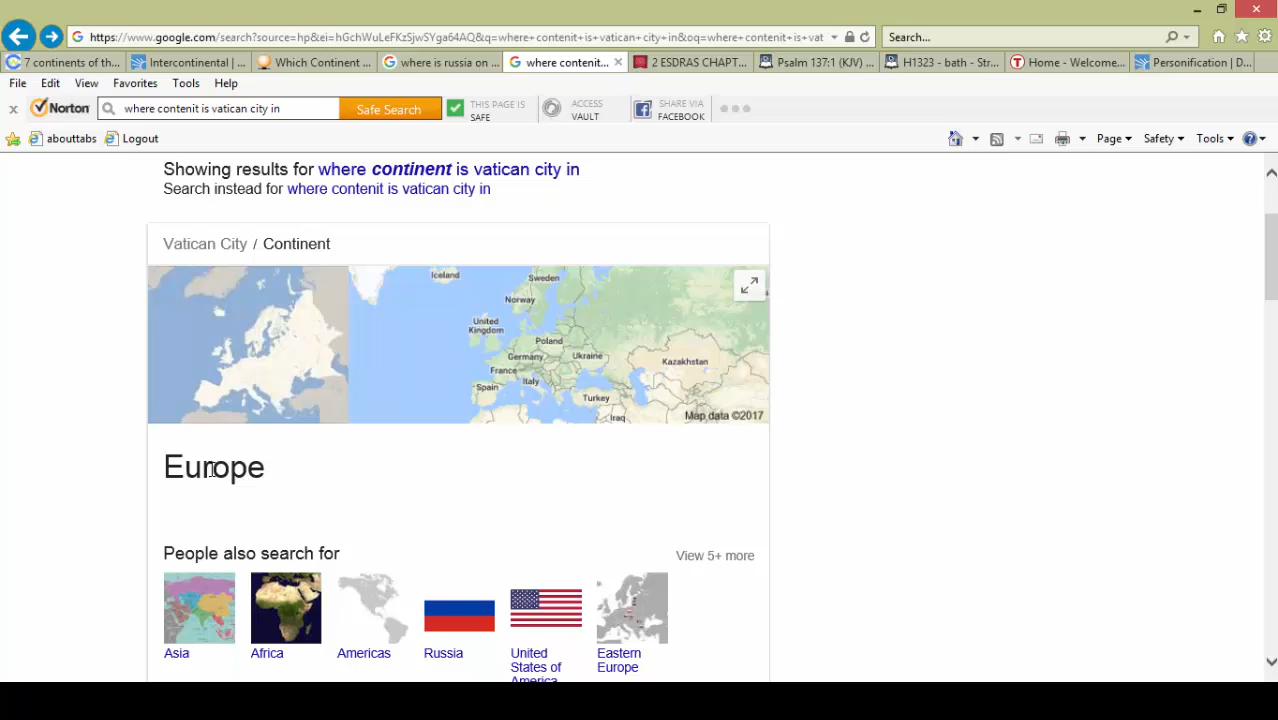 https://www.google.com/search?source=hp&ei=hGchWuLeFKzSjwSYga64AQ&q=where+contenit+is+vatican+city+in&oq=where+contenit+is+vat
Search...
7 continents of th...
Intercontinental | ...
Which Continent ...
where is russia on ...
where contenit...
2 ESDRAS CHAPT...
Psalm 137:1 (KJV) ...
H1323 - bath - Str...
Home - Welcome...
Personification | D...
File Edit View Favorites Tools Help
x Norton where contenit is vatican city in Safe Search THIS PAGE IS SAFE ACCESS VAULT SHARE VIA FACEBOOK
abouttabs Logout Page Safety Tools
Showing results for where continent is vatican city in
Search instead for where contenit is vatican city in
Vatican City / Continent
Iceland
Sweden
Norway
United Kingdom
Poland
Germany
Ukraine
France
Kazakhstan
Italy
Spain
Turkey
Iraq
Map data ©2017
Europe
People also search for View 5+ more
Asia
Africa
Americas
Russia
United States of America
Eastern Europe